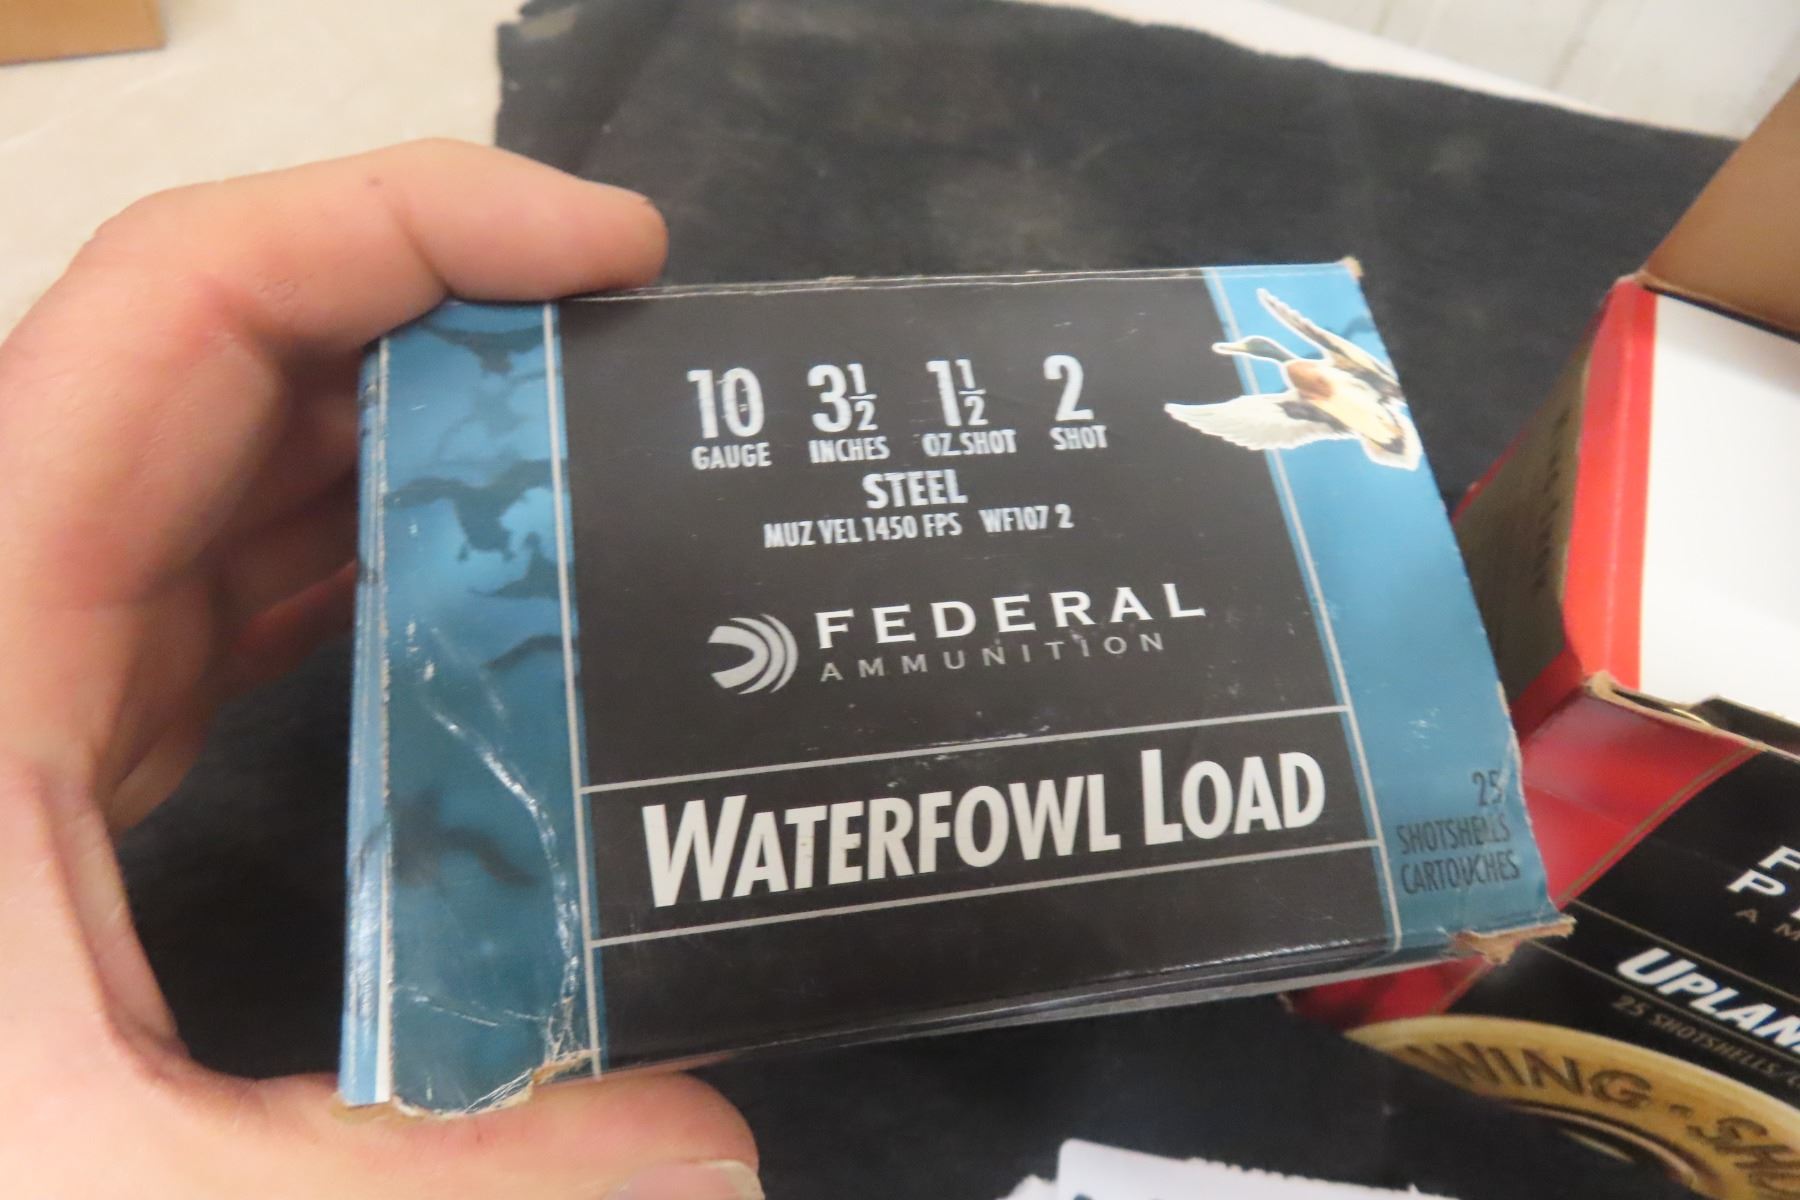 10 3½ 1½ 2
GAUGE INCHES OZ. SHOT SHOT
STEEL
MUZ VEL 1450 FPS WF107 2
FEDERAL
AMMUNITION
WATERFOWL LOAD
25
SHOTSHELLS
CARTOUCHES
25 SHOTSHELLS/
WING-